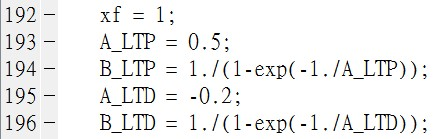 192 – xf = 1;
193 – A_LTP = 0.5;
194 – B_LTP = 1./(1-exp(-1./A_LTP));
195 – A_LTD = -0.2;
196 – B_LTD = 1./(1-exp(-1./A_LTD));